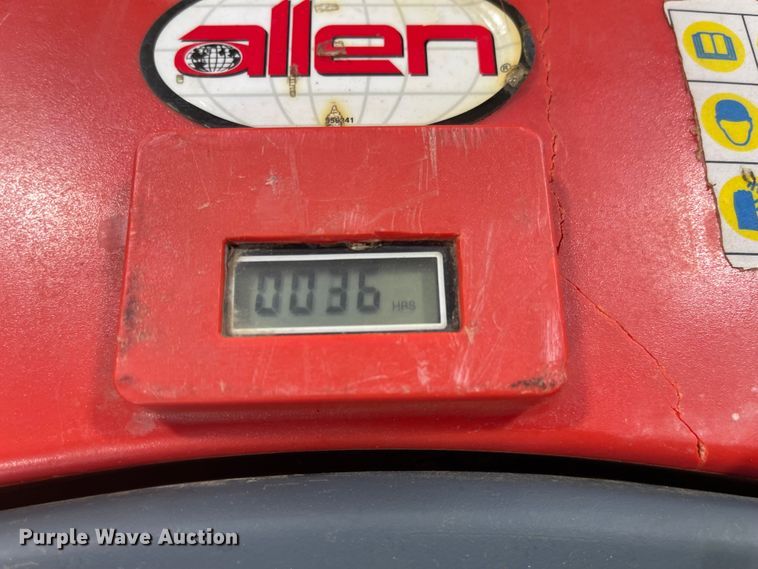 allen
®
0036 HRS
Purple Wave Auction